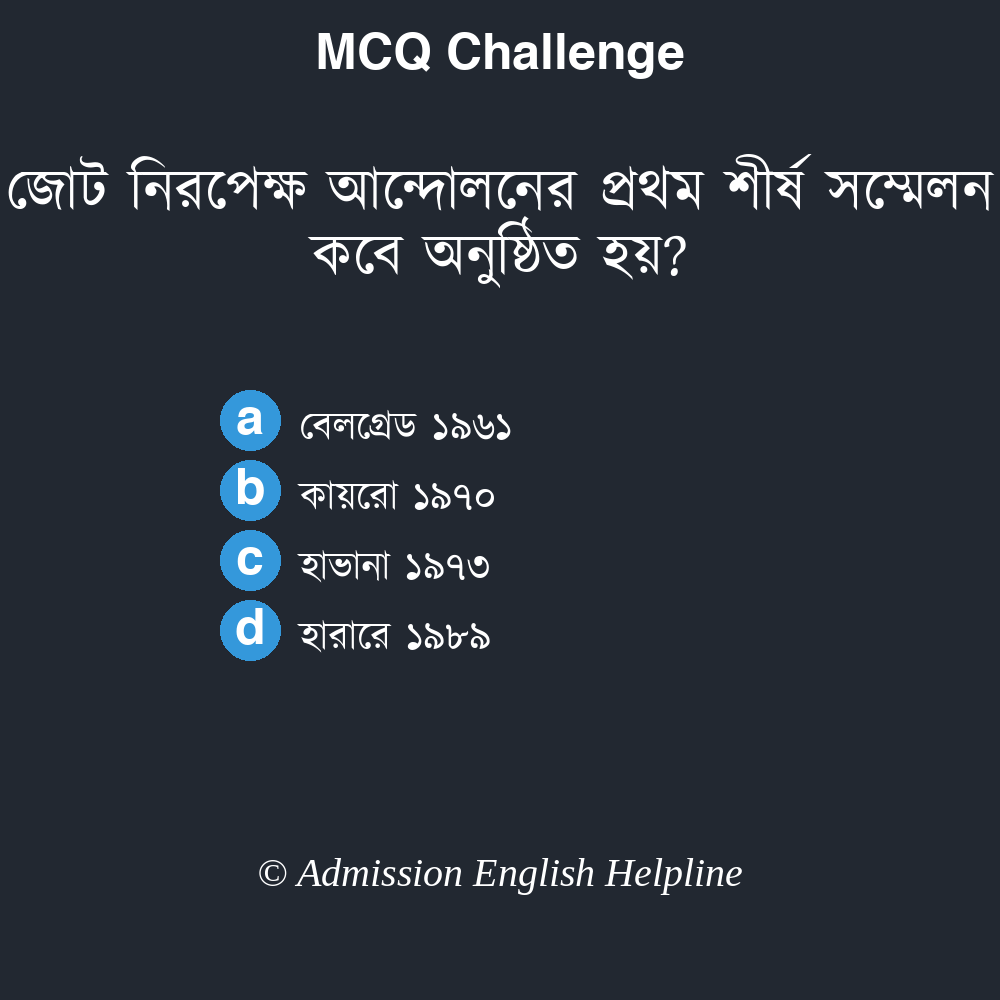 MCQ Challenge
জোট নিরপেক্ষ আন্দোলনের প্রথম শীর্ষ সম্মেলন
কবে অনুষ্ঠিত হয়?
a বেলগ্রেড ১৯৬১
b কায়রো ১৯৭০
c হাভানা ১৯৭৩
d হারারে ১৯৮৯
© Admission English Helpline